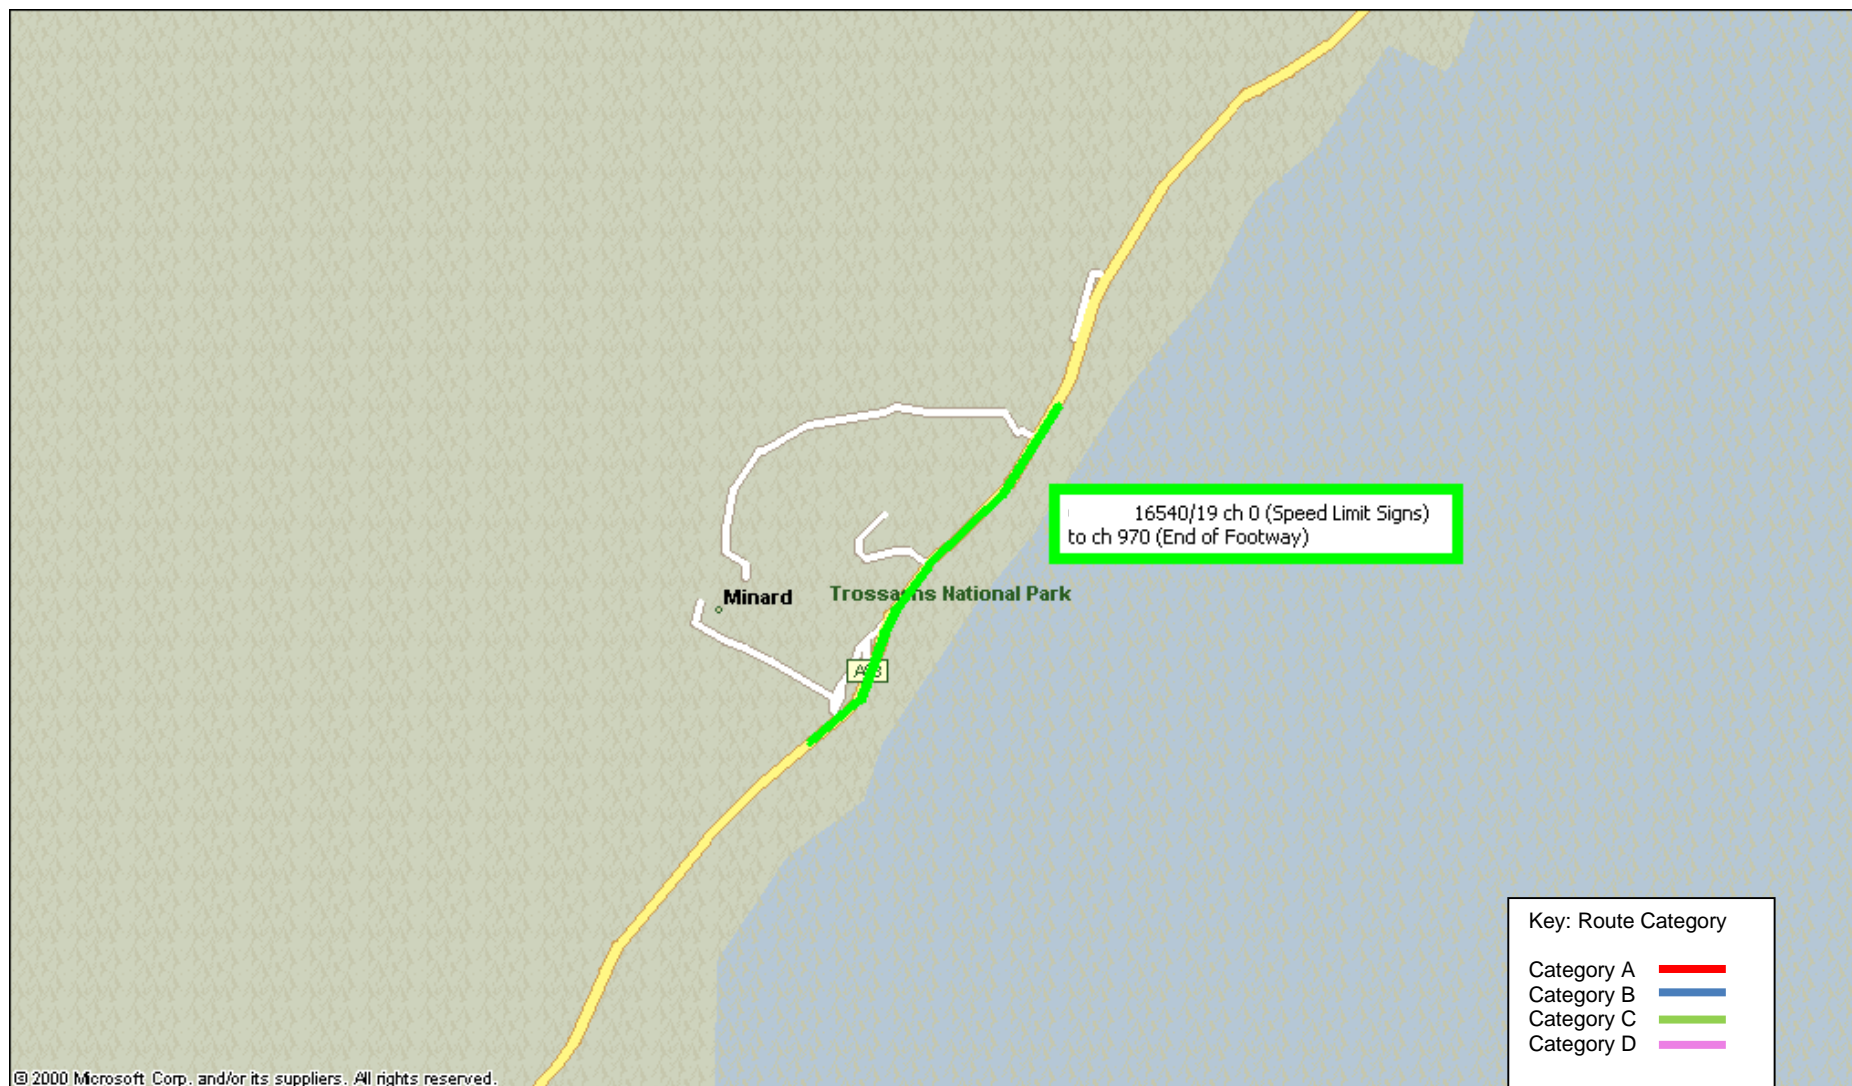 16540/19 ch 0 (Speed Limit Signs)
to ch 970 (End of Footway)
Minard
National Park
Key: Route Category
Category A
Category B
Category C
Category D
© 2000 Microsoft Corp. and/or its suppliers. All rights reserved.